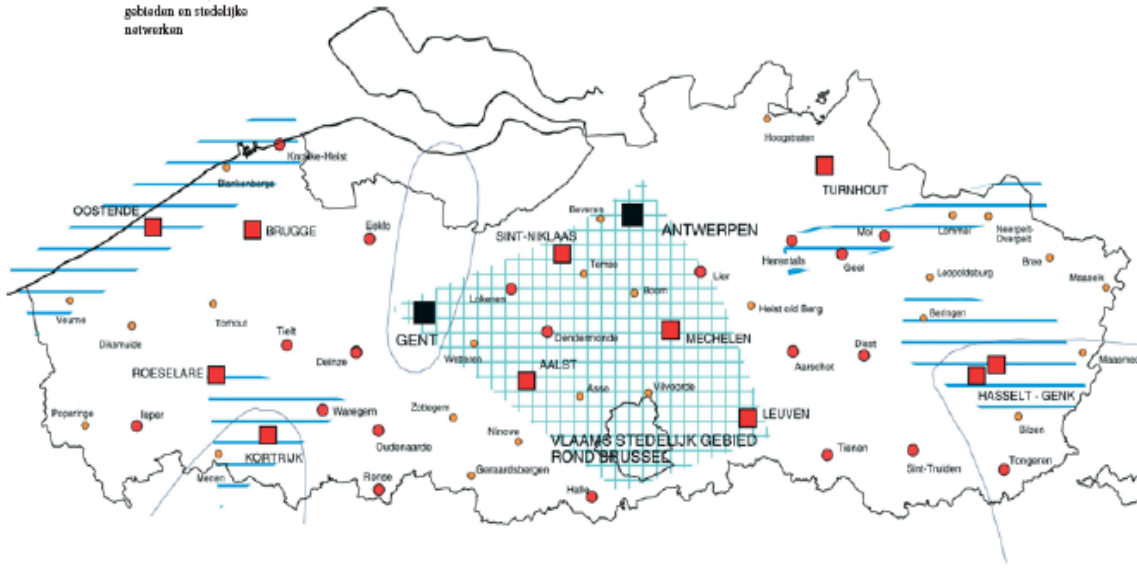 gebieden en stedelijke
netwerken
Hoogstraten
Knokke-Heist
Blankenberge
TURNHOUT
OOSTENDE
BRUGGE
Eeklo
Beveren
ANTWERPEN
SINT-NIKLAAS
Mol
Lommel
Neerpelt-
Overpelt
Herentals
Geel
Bree
Temse
Lier
Leopoldsburg
Maaseik
Lokeren
Boom
Veurne
Torhout
Heist o/d Berg
Beringen
Diksmuide
Tielt
GENT
Dendermonde
MECHELEN
Wetteren
Deinze
Diest
Aarschot
AALST
ROESELARE
HASSELT - GENK
Asse
Vilvoorde
Poperinge
Ieper
Waregem
Zottegem
LEUVEN
Bilzen
Oudenaarde
Ninove
VLAAMS STEDELIJK GEBIED
ROND BRUSSEL
KORTRIJK
Menen
Tienen
Sint-Truiden
Tongeren
Geraardsbergen
Ronse
Halle